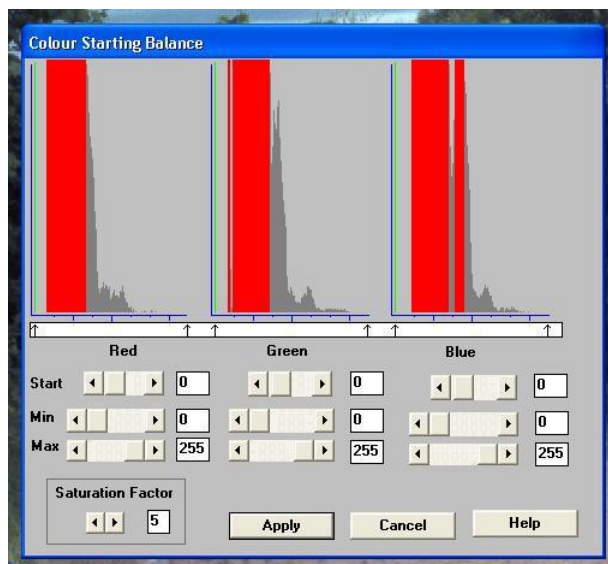 Colour Starting Balance
Red Green Blue
Start 0 0 0
Min 0 0 0
Max 255 255 255
Saturation Factor
5
Apply Cancel Help